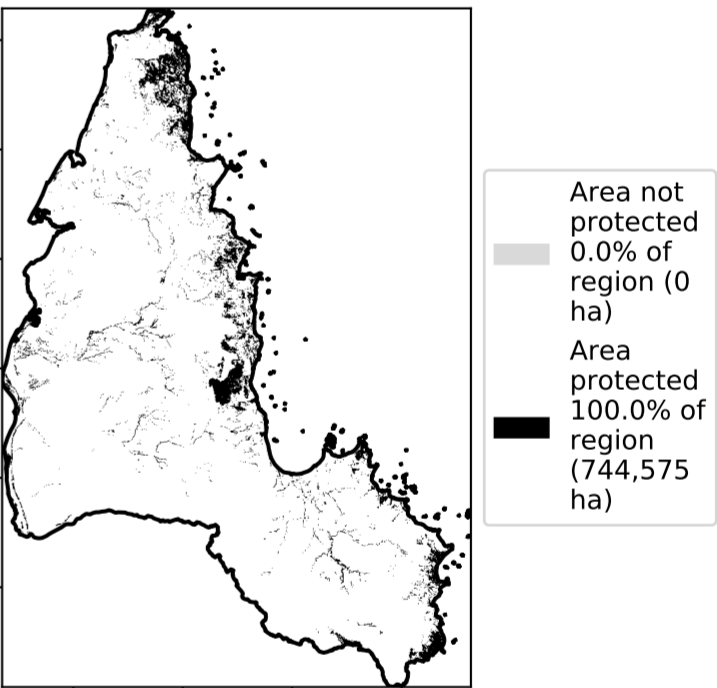 Area not
protected
0.0% of
region (0
ha)
Area
protected
100.0% of
region
(744,575
ha)